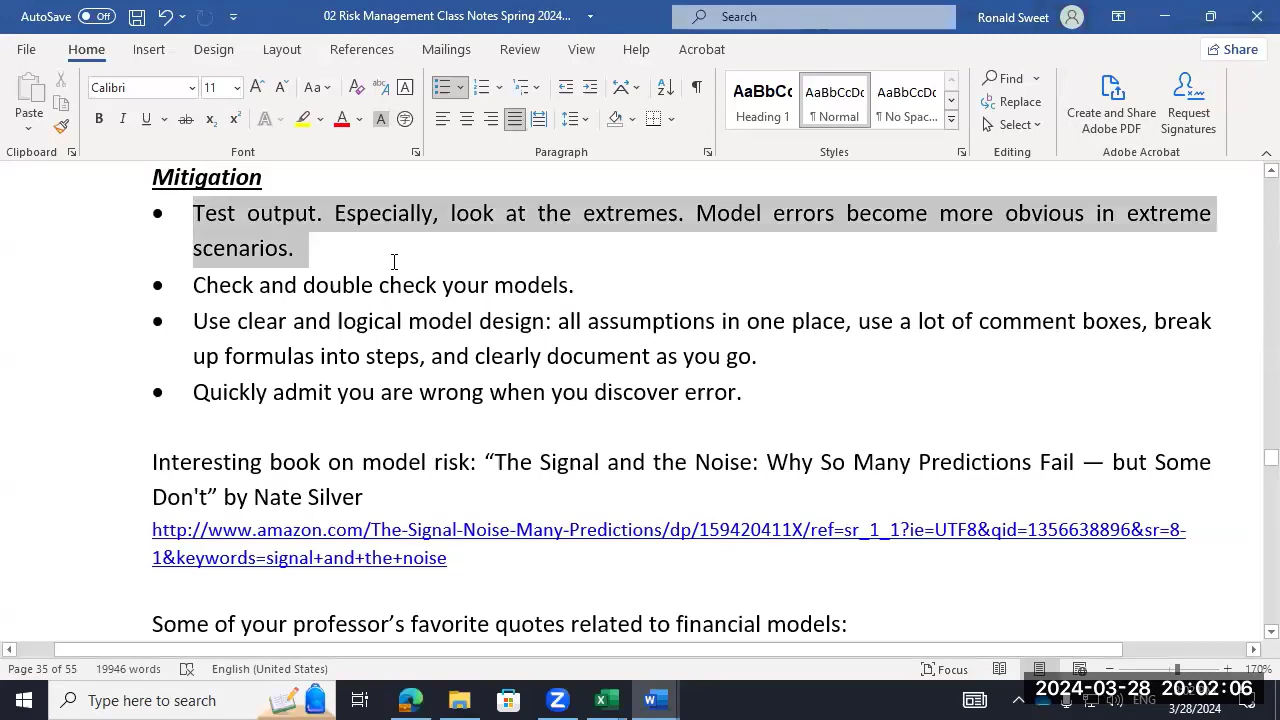 AutoSave Off 02 Risk Management Class Notes Spring 2024... Search Ronald Sweet
File Home Insert Design Layout References Mailings Review View Help Acrobat Share
Calibri 11 Aa AaBbCc AaBbCcDc AaBbCcDc Find
Paste Heading 1 ¶ Normal ¶ No Spac... Replace Create and Share Adobe PDF Request Signatures
Select
Clipboard Font Paragraph Styles Editing Adobe Acrobat
Mitigation
• Test output. Especially, look at the extremes. Model errors become more obvious in extreme
scenarios.
• Check and double check your models.
• Use clear and logical model design: all assumptions in one place, use a lot of comment boxes, break
up formulas into steps, and clearly document as you go.
• Quickly admit you are wrong when you discover error.
Interesting book on model risk: “The Signal and the Noise: Why So Many Predictions Fail — but Some
Don't” by Nate Silver
http://www.amazon.com/The-Signal-Noise-Many-Predictions/dp/159420411X/ref=sr_1_1?ie=UTF8&qid=1356638896&sr=8-
1&keywords=signal+and+the+noise
Some of your professor’s favorite quotes related to financial models:
Page 35 of 55 19946 words English (United States) Focus 170%
Type here to search ENG 2024-03-28 20:02:06
3/28/2024